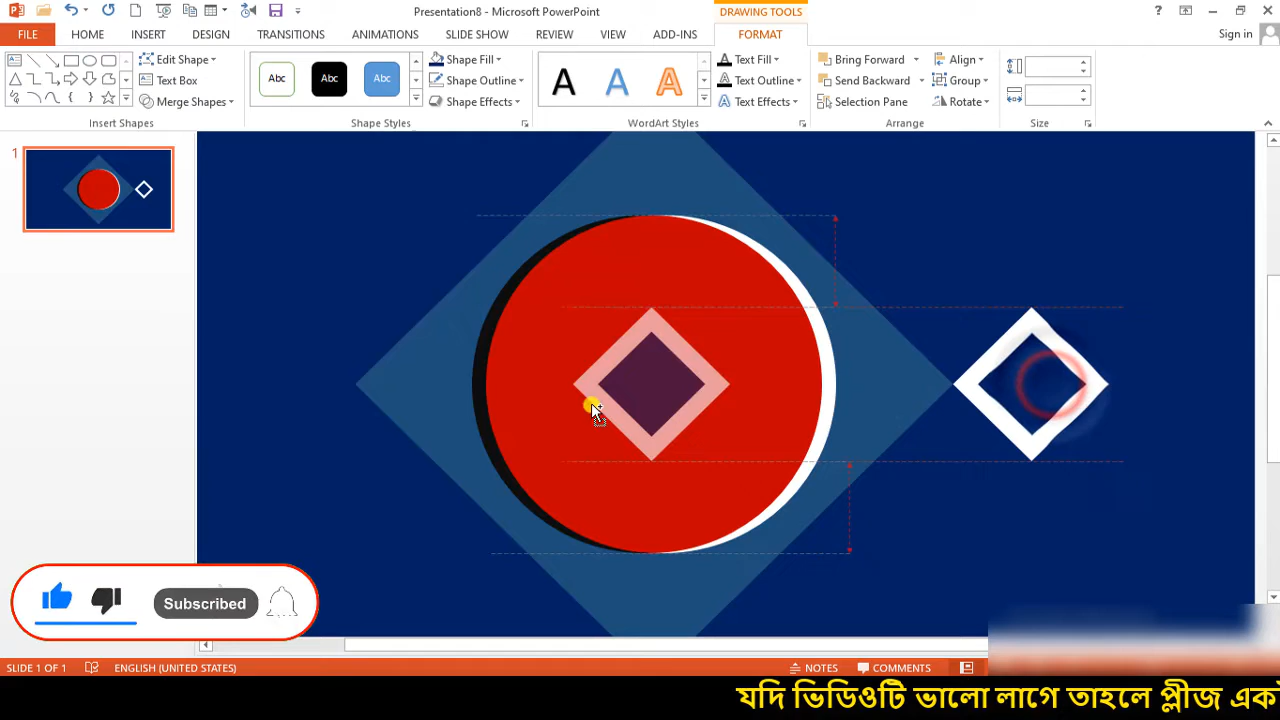 Presentation8 - Microsoft PowerPoint
DRAWING TOOLS
FILE HOME INSERT DESIGN TRANSITIONS ANIMATIONS SLIDE SHOW REVIEW VIEW ADD-INS FORMAT Sign in
Edit Shape
Text Box
Merge Shapes
Insert Shapes
Abc Abc Abc
Shape Fill
Shape Outline
Shape Effects
Shape Styles
A A A
Text Fill
Text Outline
Text Effects
WordArt Styles
Bring Forward
Send Backward
Selection Pane
Align
Group
Rotate
Arrange
Size
1
Subscribed
SLIDE 1 OF 1 ENGLISH (UNITED STATES) NOTES COMMENTS
যদি ভিডিওটি ভালো লাগে তাহলে প্লীজ এক